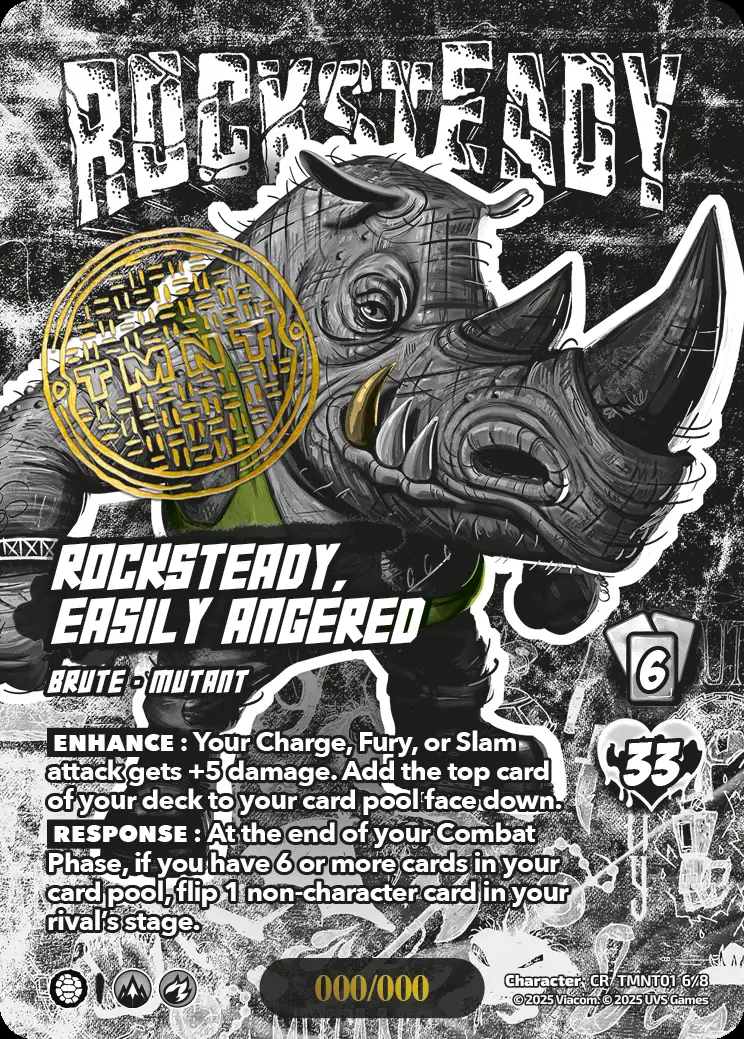 ROCKSTEADY
TMNT
ROCKSTEADY,
EASILY ANGERED
BRUTE • MUTANT
6
33
ENHANCE : Your Charge, Fury, or Slam
attack gets +5 damage. Add the top card
of your deck to your card pool face down.
RESPONSE : At the end of your Combat
Phase, if you have 6 or more cards in your
card pool, flip 1 non-character card in your
rival's stage.
000/000
Character CR TMNT01 6/8
© 2025 Viacom. © 2025 UVS Games